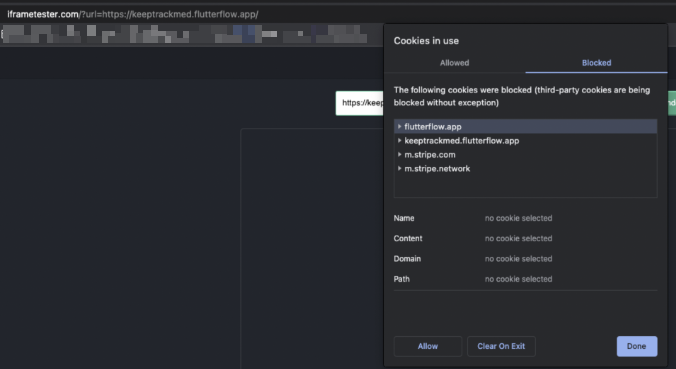 iframetester.com/?url=https://keeptrackmed.flutterflow.app/
Cookies in use
Allowed
Blocked
The following cookies were blocked (third-party cookies are being
blocked without exception)
https://keep
flutterflow.app
keeptrackmed.flutterflow.app
m.stripe.com
m.stripe.network
Name
no cookie selected
Content
no cookie selected
Domain
no cookie selected
Path
no cookie selected
Allow
Clear On Exit
Done